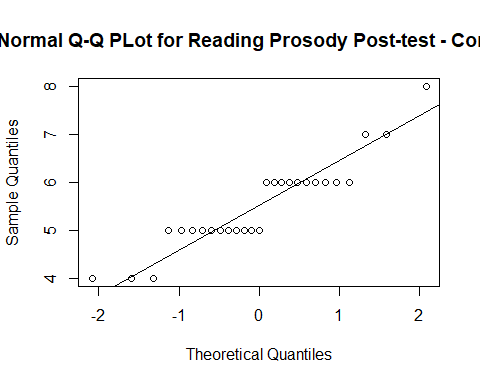 Normal Q-Q PLot for Reading Prosody Post-test - Con
Sample Quantiles
8
7
6
5
4
-2 -1 0 1 2
Theoretical Quantiles